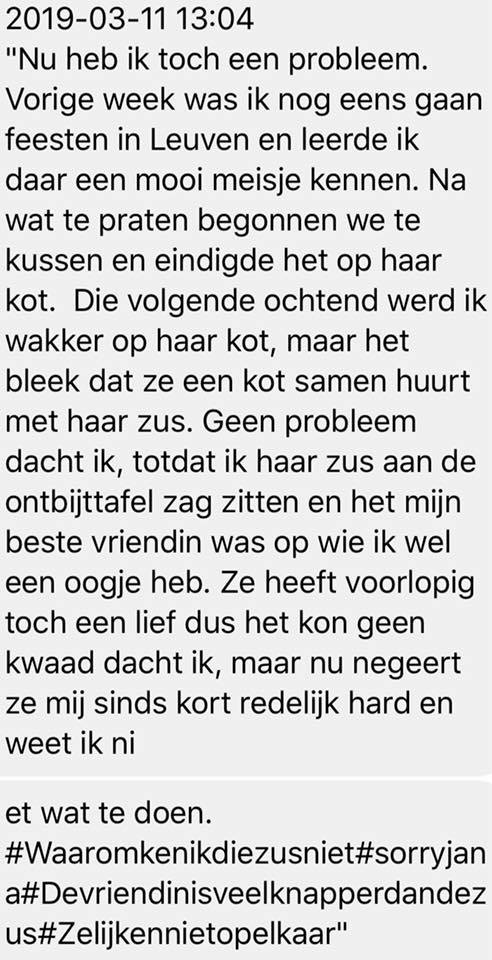 2019-03-11 13:04
"Nu heb ik toch een probleem.
Vorige week was ik nog eens gaan
feesten in Leuven en leerde ik
daar een mooi meisje kennen. Na
wat te praten begonnen we te
kussen en eindigde het op haar
kot.  Die volgende ochtend werd ik
wakker op haar kot, maar het
bleek dat ze een kot samen huurt
met haar zus. Geen probleem
dacht ik, totdat ik haar zus aan de
ontbijttafel zag zitten en het mijn
beste vriendin was op wie ik wel
een oogje heb. Ze heeft voorlopig
toch een lief dus het kon geen
kwaad dacht ik, maar nu negeert
ze mij sinds kort redelijk hard en
weet ik ni
et wat te doen.
#Waaromkenikdiezusniet#sorryjan
a#Devriendinisveelknapperdandez
us#Zelijkennietopelkaar"